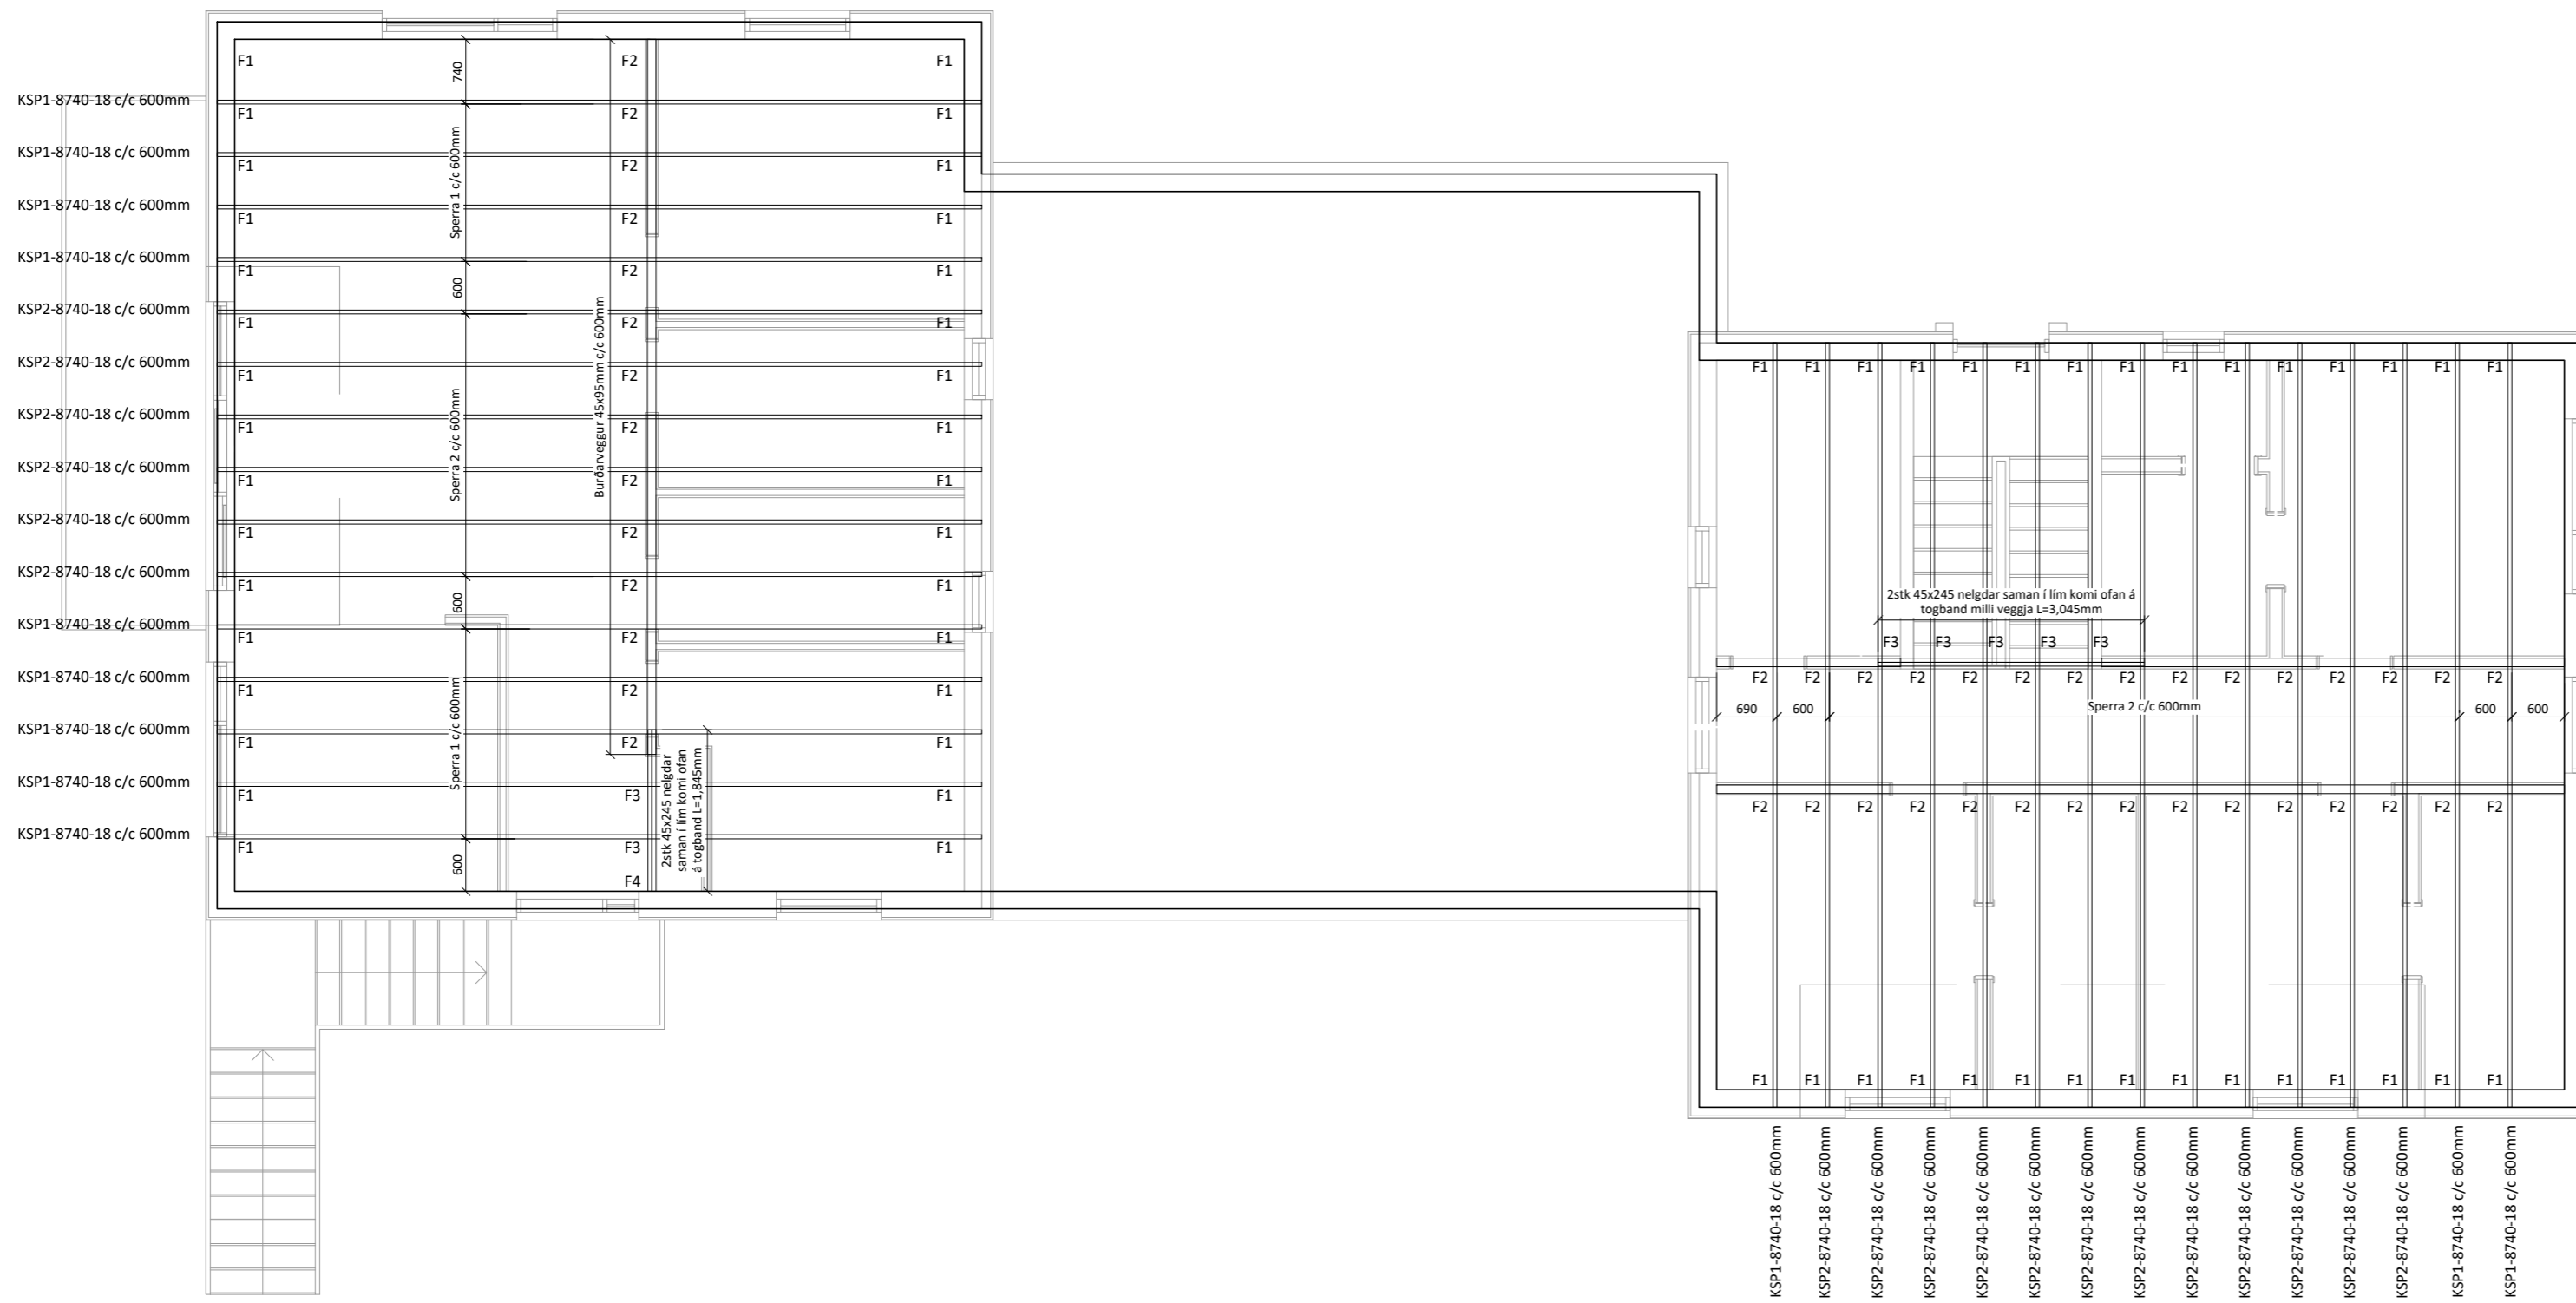 F1 F2 F1
740
KSP1-8740-18 c/c 600mm
F1 F2 F1
KSP1-8740-18 c/c 600mm
F1 F2 F1
Sperra 1 c/c 600mm
KSP1-8740-18 c/c 600mm
F1 F2 F1
KSP1-8740-18 c/c 600mm
F1 F2 F1
600
KSP2-8740-18 c/c 600mm
F1 F2 F1
KSP2-8740-18 c/c 600mm
F1 F2 F1
Burðarveggur 45x95mm c/c 600mm
KSP2-8740-18 c/c 600mm
F1 F2 F1
Sperra 2 c/c 600mm
KSP2-8740-18 c/c 600mm
F1 F2 F1
KSP2-8740-18 c/c 600mm
F1 F2 F1
KSP2-8740-18 c/c 600mm
F1 F2 F1
600
KSP1-8740-18 c/c 600mm
F1 F2 F1
KSP1-8740-18 c/c 600mm
F1 F2 F1
Sperra 1 c/c 600mm
KSP1-8740-18 c/c 600mm
F1 F2 F1
KSP1-8740-18 c/c 600mm
F1 F3 F1
2stk 45x245 nelgdar
saman í lím komi ofan
á togband L=1,845mm
KSP1-8740-18 c/c 600mm
F1 F3 F1
600
F4
F1 F1 F1 F1 F1 F1 F1 F1 F1 F1 F1 F1 F1 F1 F1
2stk 45x245 nelgdar saman í lím komi ofan á
togband milli veggja L=3,045mm
F3 F3 F3 F3 F3
F2 F2 F2 F2 F2 F2 F2 F2 F2 F2 F2 F2 F2 F2 F2
690 600 Sperra 2 c/c 600mm 600 600
F2 F2 F2 F2 F2 F2 F2 F2 F2 F2 F2 F2 F2 F2 F2
F1 F1 F1 F1 F1 F1 F1 F1 F1 F1 F1 F1 F1 F1 F1
KSP1-8740-18 c/c 600mm
KSP2-8740-18 c/c 600mm
KSP2-8740-18 c/c 600mm
KSP2-8740-18 c/c 600mm
KSP2-8740-18 c/c 600mm
KSP2-8740-18 c/c 600mm
KSP2-8740-18 c/c 600mm
KSP2-8740-18 c/c 600mm
KSP2-8740-18 c/c 600mm
KSP2-8740-18 c/c 600mm
KSP2-8740-18 c/c 600mm
KSP2-8740-18 c/c 600mm
KSP2-8740-18 c/c 600mm
KSP1-8740-18 c/c 600mm
KSP1-8740-18 c/c 600mm